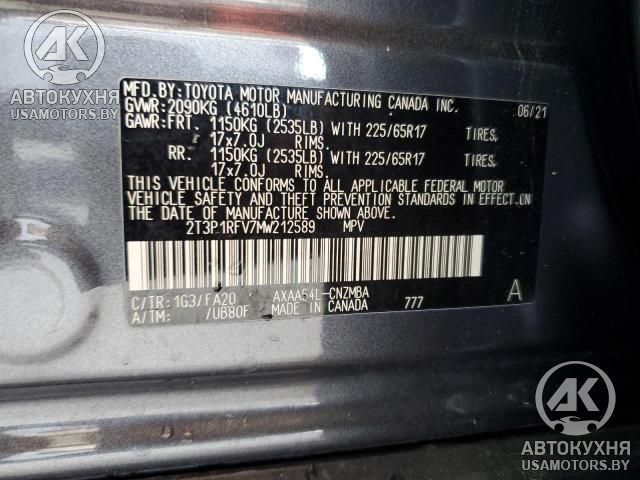 AK
АВТОКУХНЯ
USAMOTORS.BY
MFD.BY:TOYOTA MOTOR MANUFACTURING CANADA INC. 06/21
GVWR:2090KG (4610LB)
GAWR:FRT. 1150KG (2535LB) WITH 225/65R17 TIRES,
17x7.0J RIMS.
RR. 1150KG (2535LB) WITH 225/65R17 TIRES,
17x7.0J RIMS.
THIS VEHICLE CONFORMS TO ALL APPLICABLE FEDERAL MOTOR
VEHICLE SAFETY AND THEFT PREVENTION STANDARDS IN EFFECT.CN
THE DATE OF MANUFACTURE SHOWN ABOVE.
2T3P1RFV7MW212589 MPV
C/TR:1G3/FA20 AXAA54L-CNZMBA
A/TM: /UB80F MADE IN CANADA 777 A
AK
АВТОКУХНЯ
USAMOTORS.BY